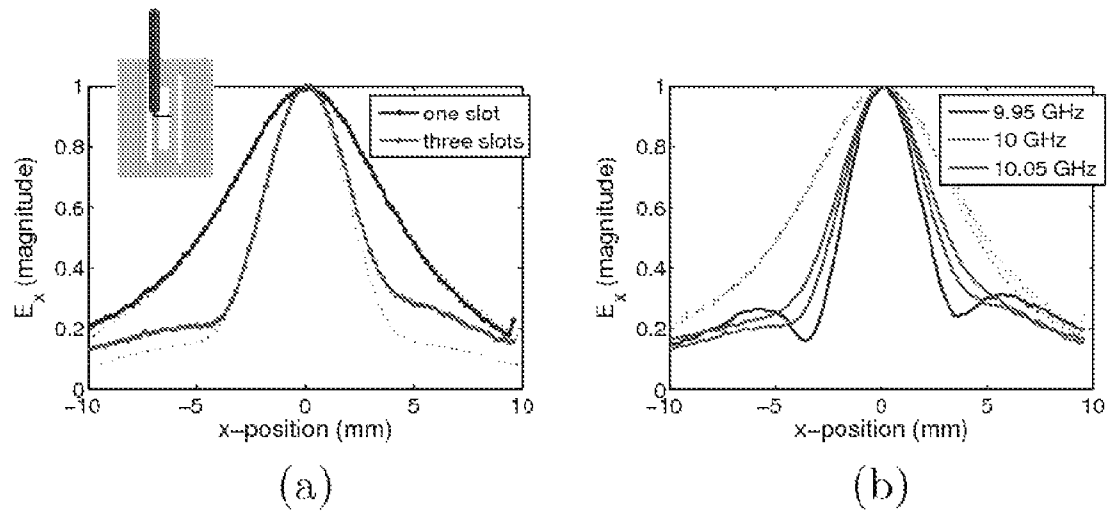 1
0.8
0.6
0.4
0.2
0
−10
−5
0
5
10
E_x (magnitude)
x−position (mm)
one slot
three slots
(a)
1
0.8
0.6
0.4
0.2
0
−10
−5
0
5
10
E_x (magnitude)
x−position (mm)
9.95 GHz
10 GHz
10.05 GHz
(b)